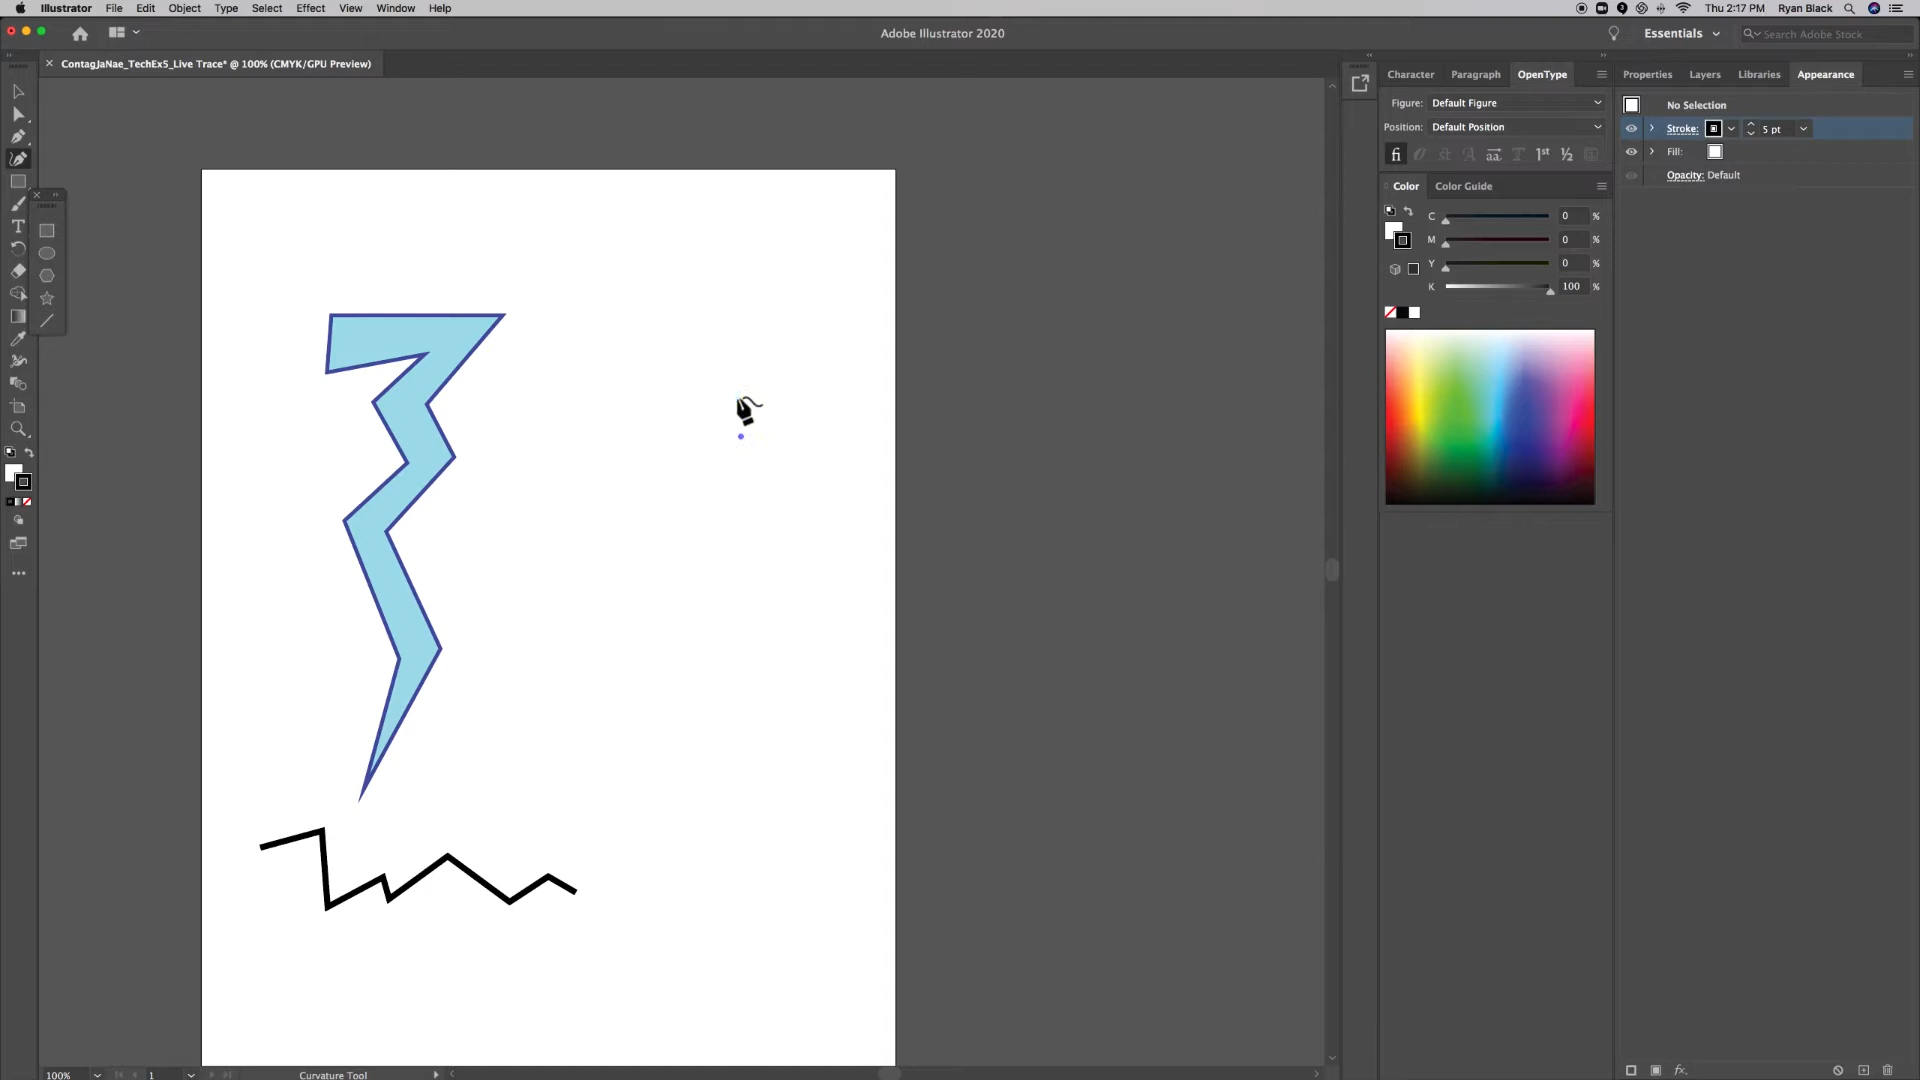 Illustrator File Edit Object Type Select Effect View Window Help
Thu 2:17 PM Ryan Black
Adobe Illustrator 2020
Essentials
Search Adobe Stock
ContagJaNae_TechEx5_Live Trace* @ 100% (CMYK/GPU Preview)
Character Paragraph OpenType
Properties Layers Libraries Appearance
Figure: Default Figure
No Selection
Position: Default Position
Stroke: 5 pt
Fill:
Opacity: Default
Color Color Guide
C 0 %
M 0 %
Y 0 %
K 100 %
100% 1 Curvature Tool